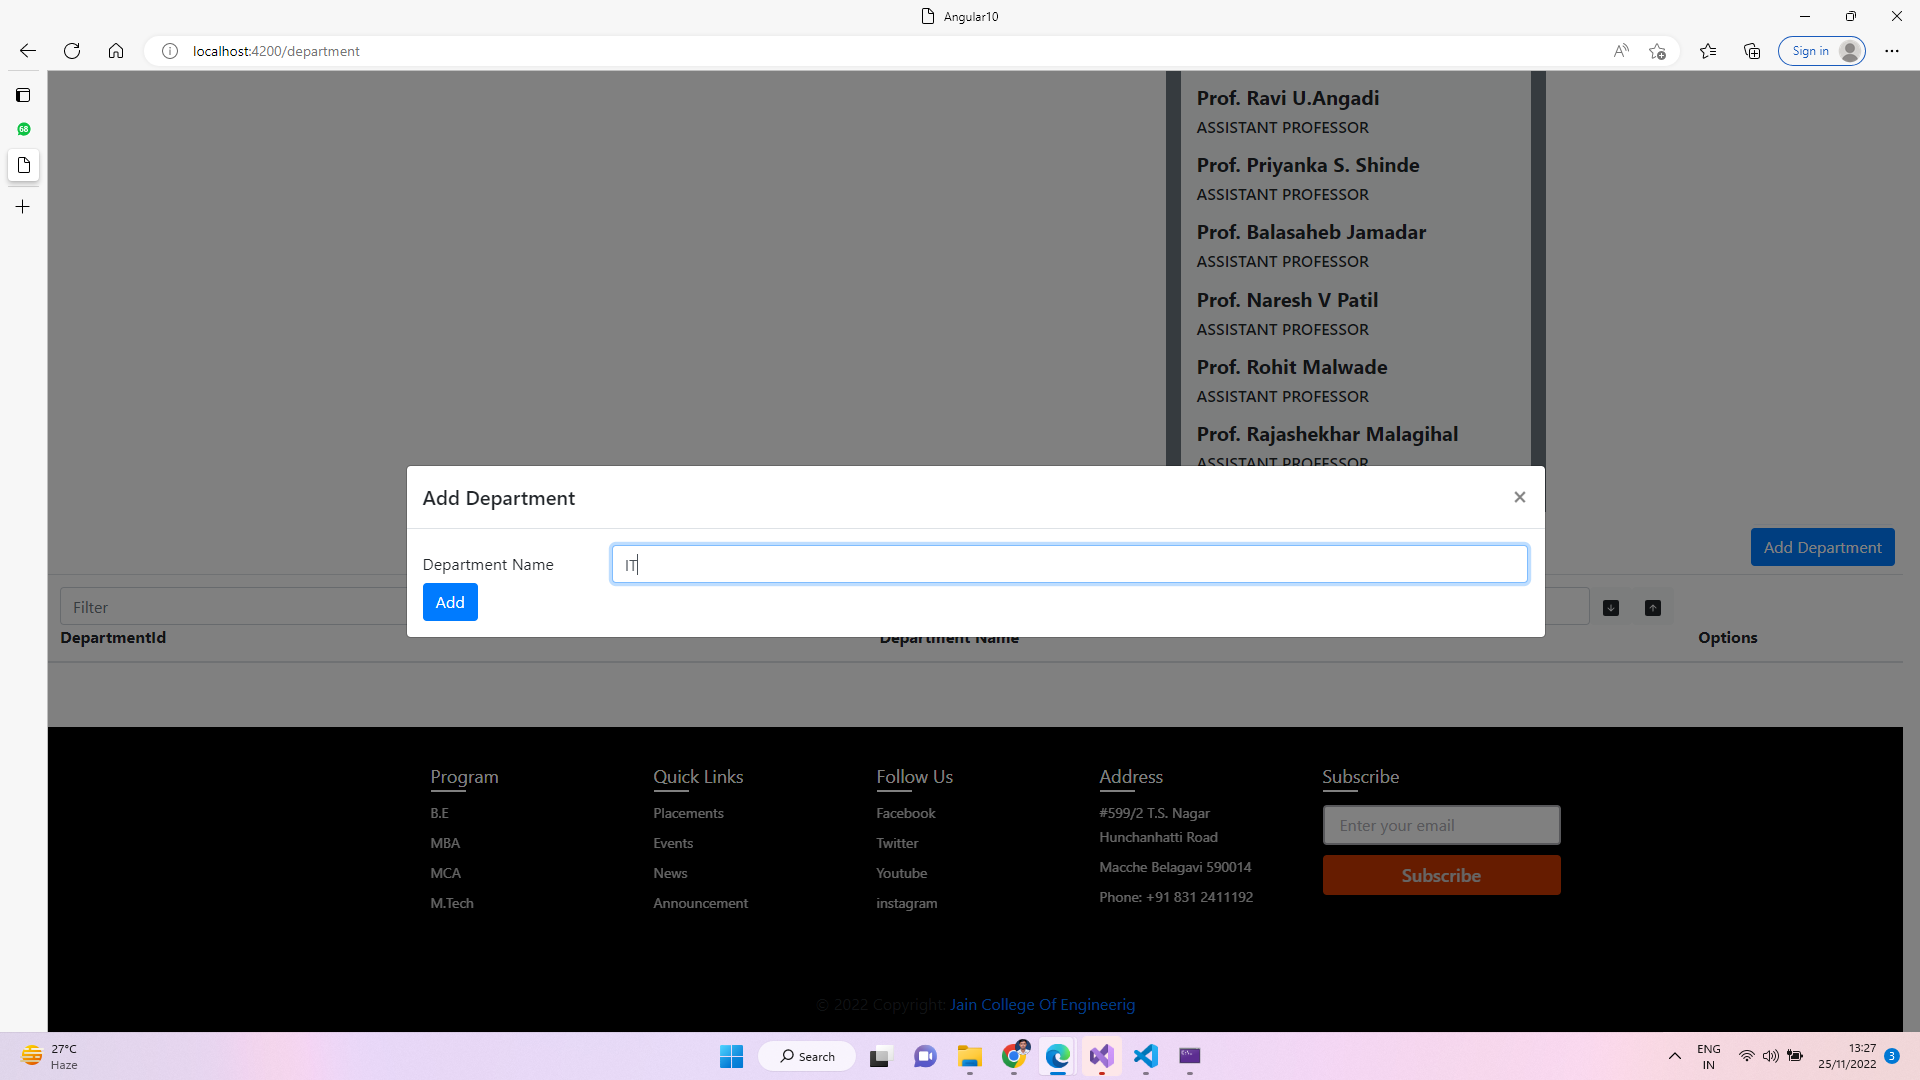 Angular10
localhost:4200/department
Sign in
68
Prof. Ravi U.Angadi
ASSISTANT PROFESSOR
Prof. Priyanka S. Shinde
ASSISTANT PROFESSOR
Prof. Balasaheb Jamadar
ASSISTANT PROFESSOR
Prof. Naresh V Patil
ASSISTANT PROFESSOR
Prof. Rohit Malwade
ASSISTANT PROFESSOR
Prof. Rajashekhar Malagihal
ASSISTANT PROFESSOR
Add Department
×
Department Name
IT
Add
Add Department
Filter
DepartmentId
Department Name
Options
Program
B.E
MBA
MCA
M.Tech
Quick Links
Placements
Events
News
Announcement
Follow Us
Facebook
Twitter
Youtube
instagram
Address
#599/2 T.S. Nagar
Hunchanhatti Road
Macche Belagavi 590014
Phone: +91 831 2411192
Subscribe
Enter your email
Subscribe
© 2022 Copyright: Jain College Of Engineerig
27°C
Haze
Search
ENG
IN
13:27
25/11/2022
3